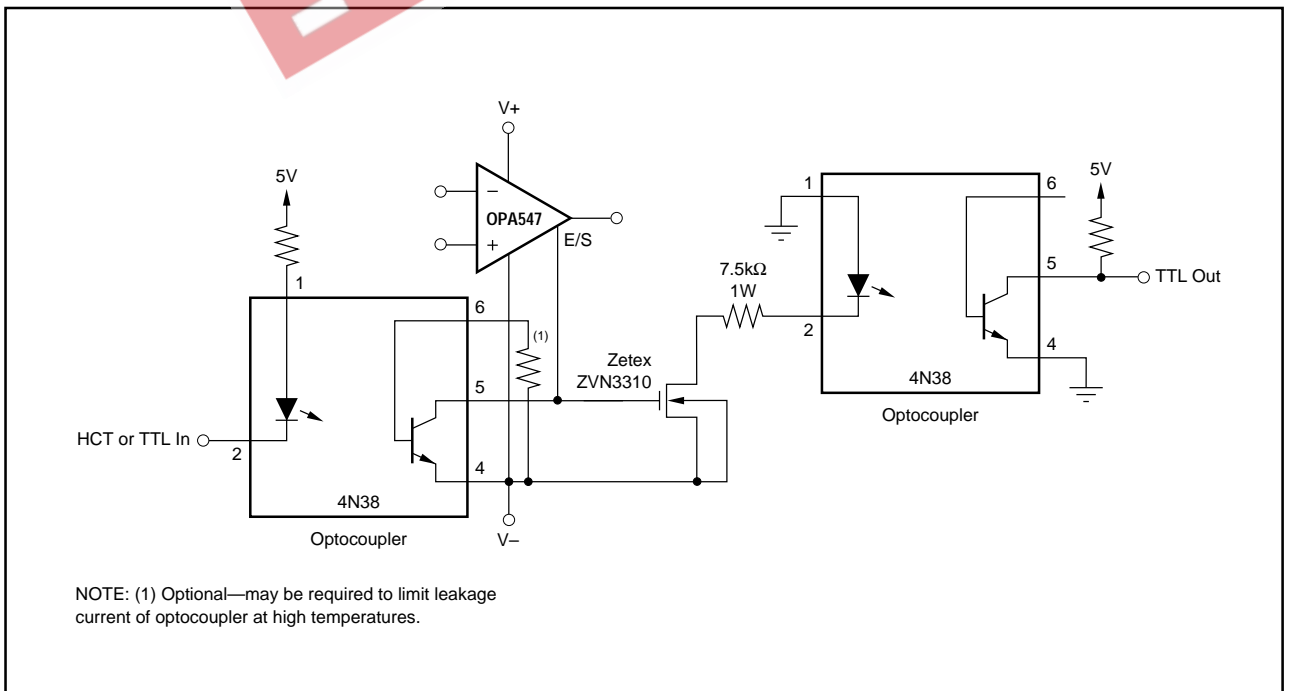 V+
5V
1
−
OPA547
+
E/S
6
(1)
5
4
HCT or TTL In
2
4N38
Optocoupler
V–
Zetex
ZVN3310
7.5kΩ
1W
1
2
6
5V
5
TTL Out
4
4N38
Optocoupler
NOTE: (1) Optional—may be required to limit leakage
current of optocoupler at high temperatures.